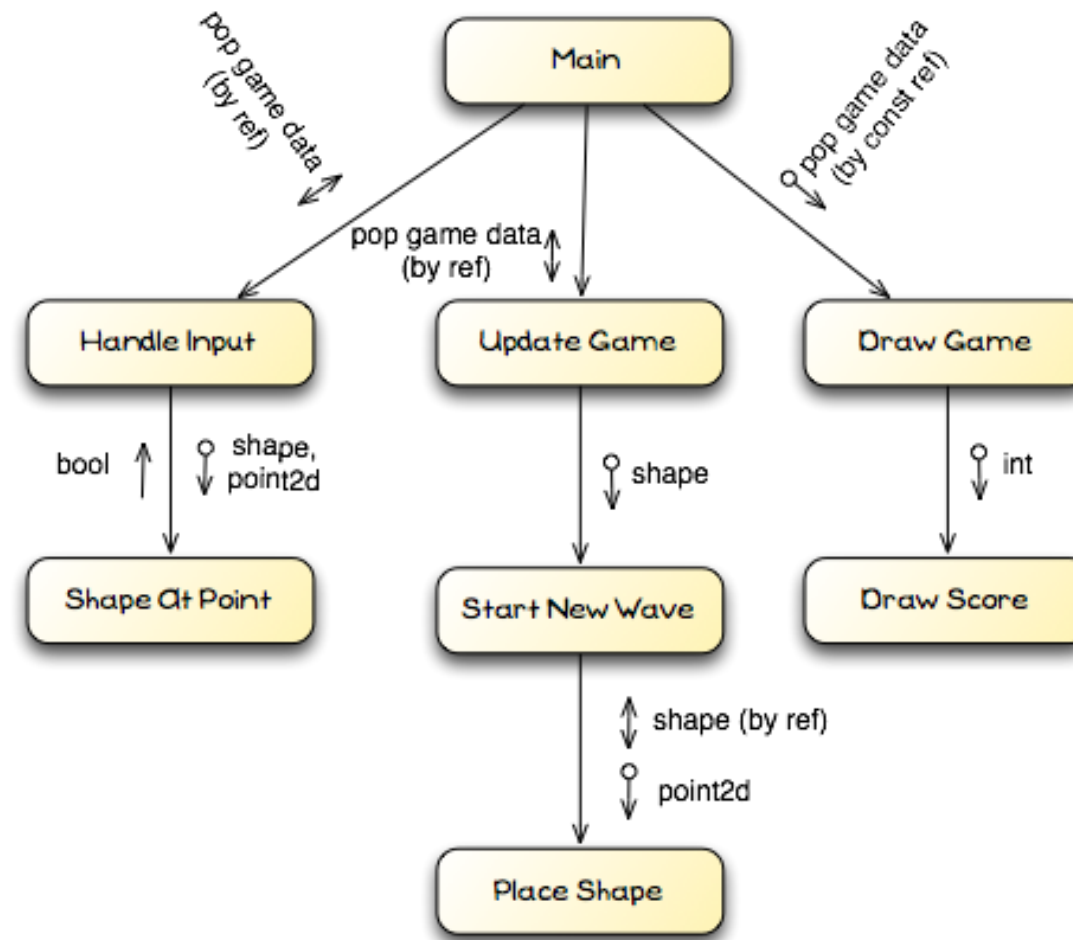 Main
pop game data
(by ref)
pop game data
(by const ref)
pop game data
(by ref)
Handle Input
Update Game
Draw Game
bool
shape,
point2d
shape
int
Shape At Point
Start New Wave
Draw Score
shape (by ref)
point2d
Place Shape